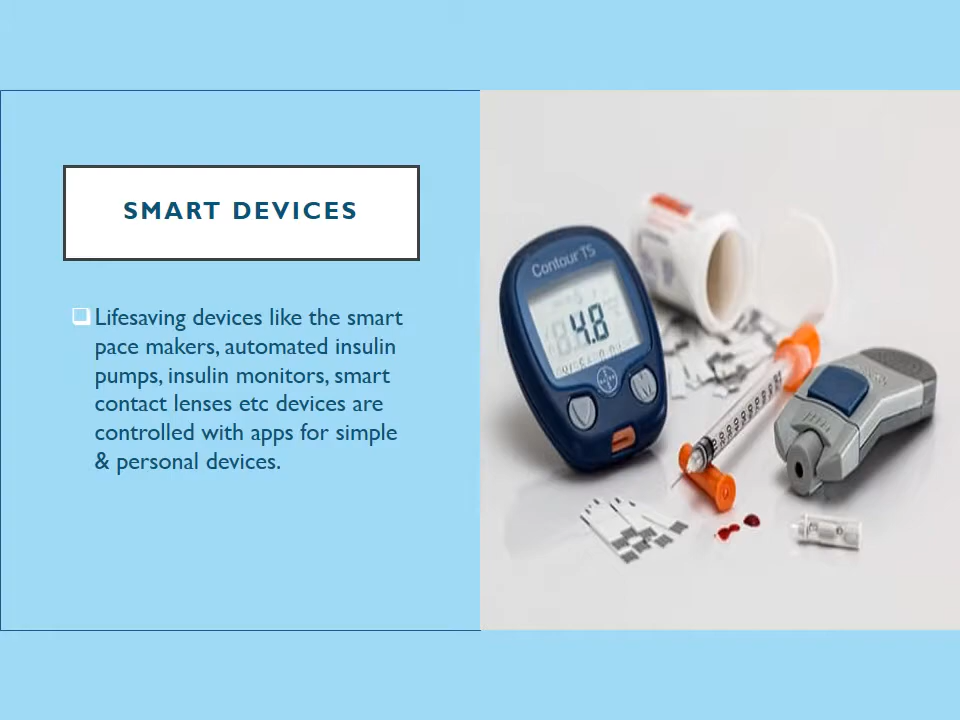 SMART DEVICES
Lifesaving devices like the smart
pace makers, automated insulin
pumps, insulin monitors, smart
contact lenses etc devices are
controlled with apps for simple
& personal devices.
Contour TS
4.8